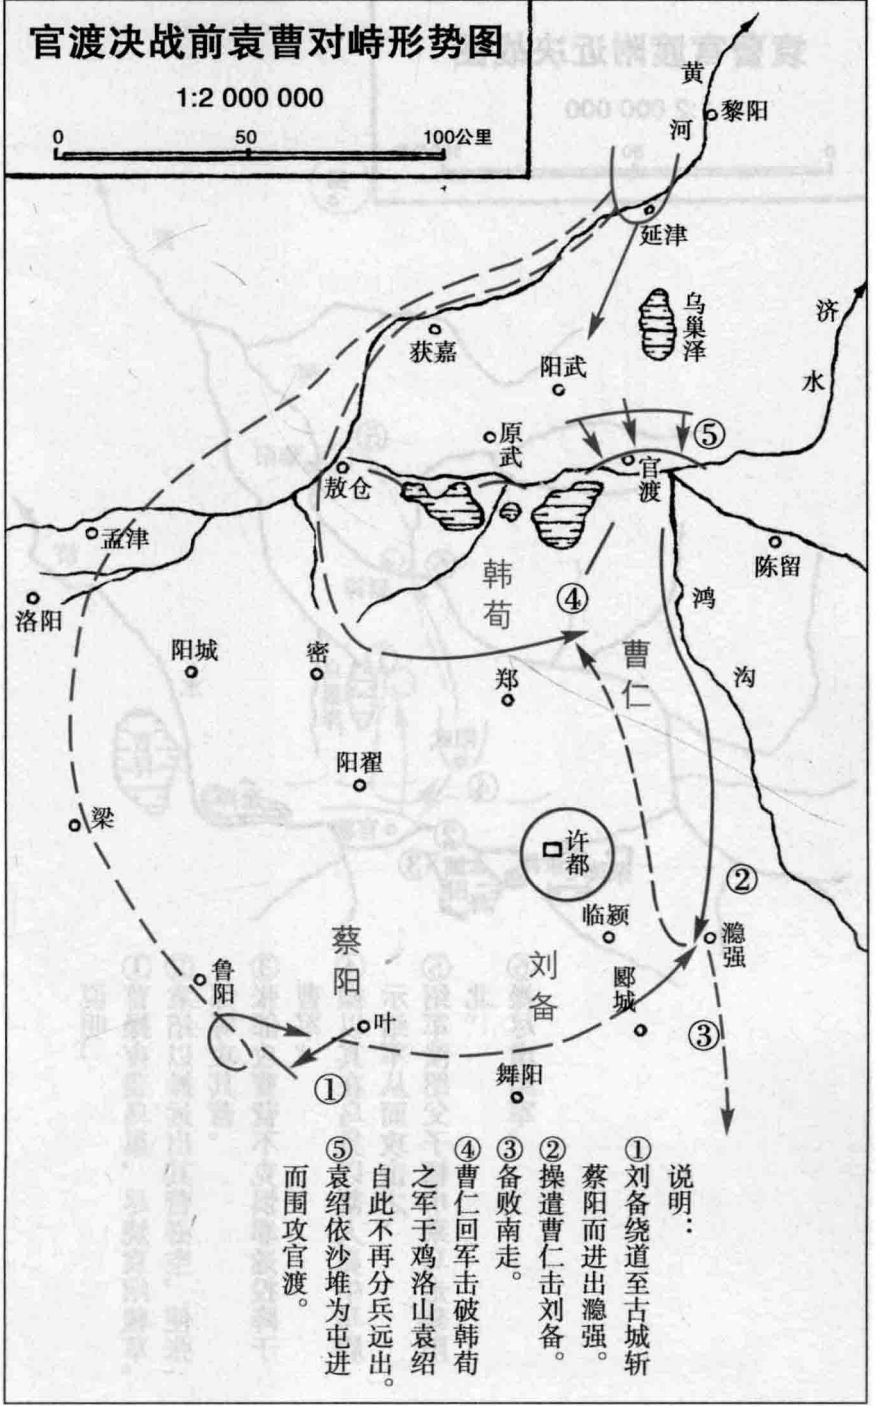 官渡决战前袁曹对峙形势图
1:2 000 000
0 50 100公里
黄河
黎阳
延津
乌巢泽
济水
获嘉
阳武
原武
⑤
官渡
敖仓
孟津
陈留
洛阳
韩荀
④
鸿沟
阳城
密
郑
曹仁
阳翟
梁
许都
②
临颍
㶏强
蔡阳
刘备
郾城
鲁阳
叶
③
①
舞阳
说明：
①刘备绕道至古城斩
蔡阳而进出㶏强。
②操遣曹仁击刘备。
③备败南走。
④曹仁回军击破韩荀
之军于鸡洛山袁绍
自此不再分兵远出。
⑤袁绍依沙堆为屯进
而围攻官渡。